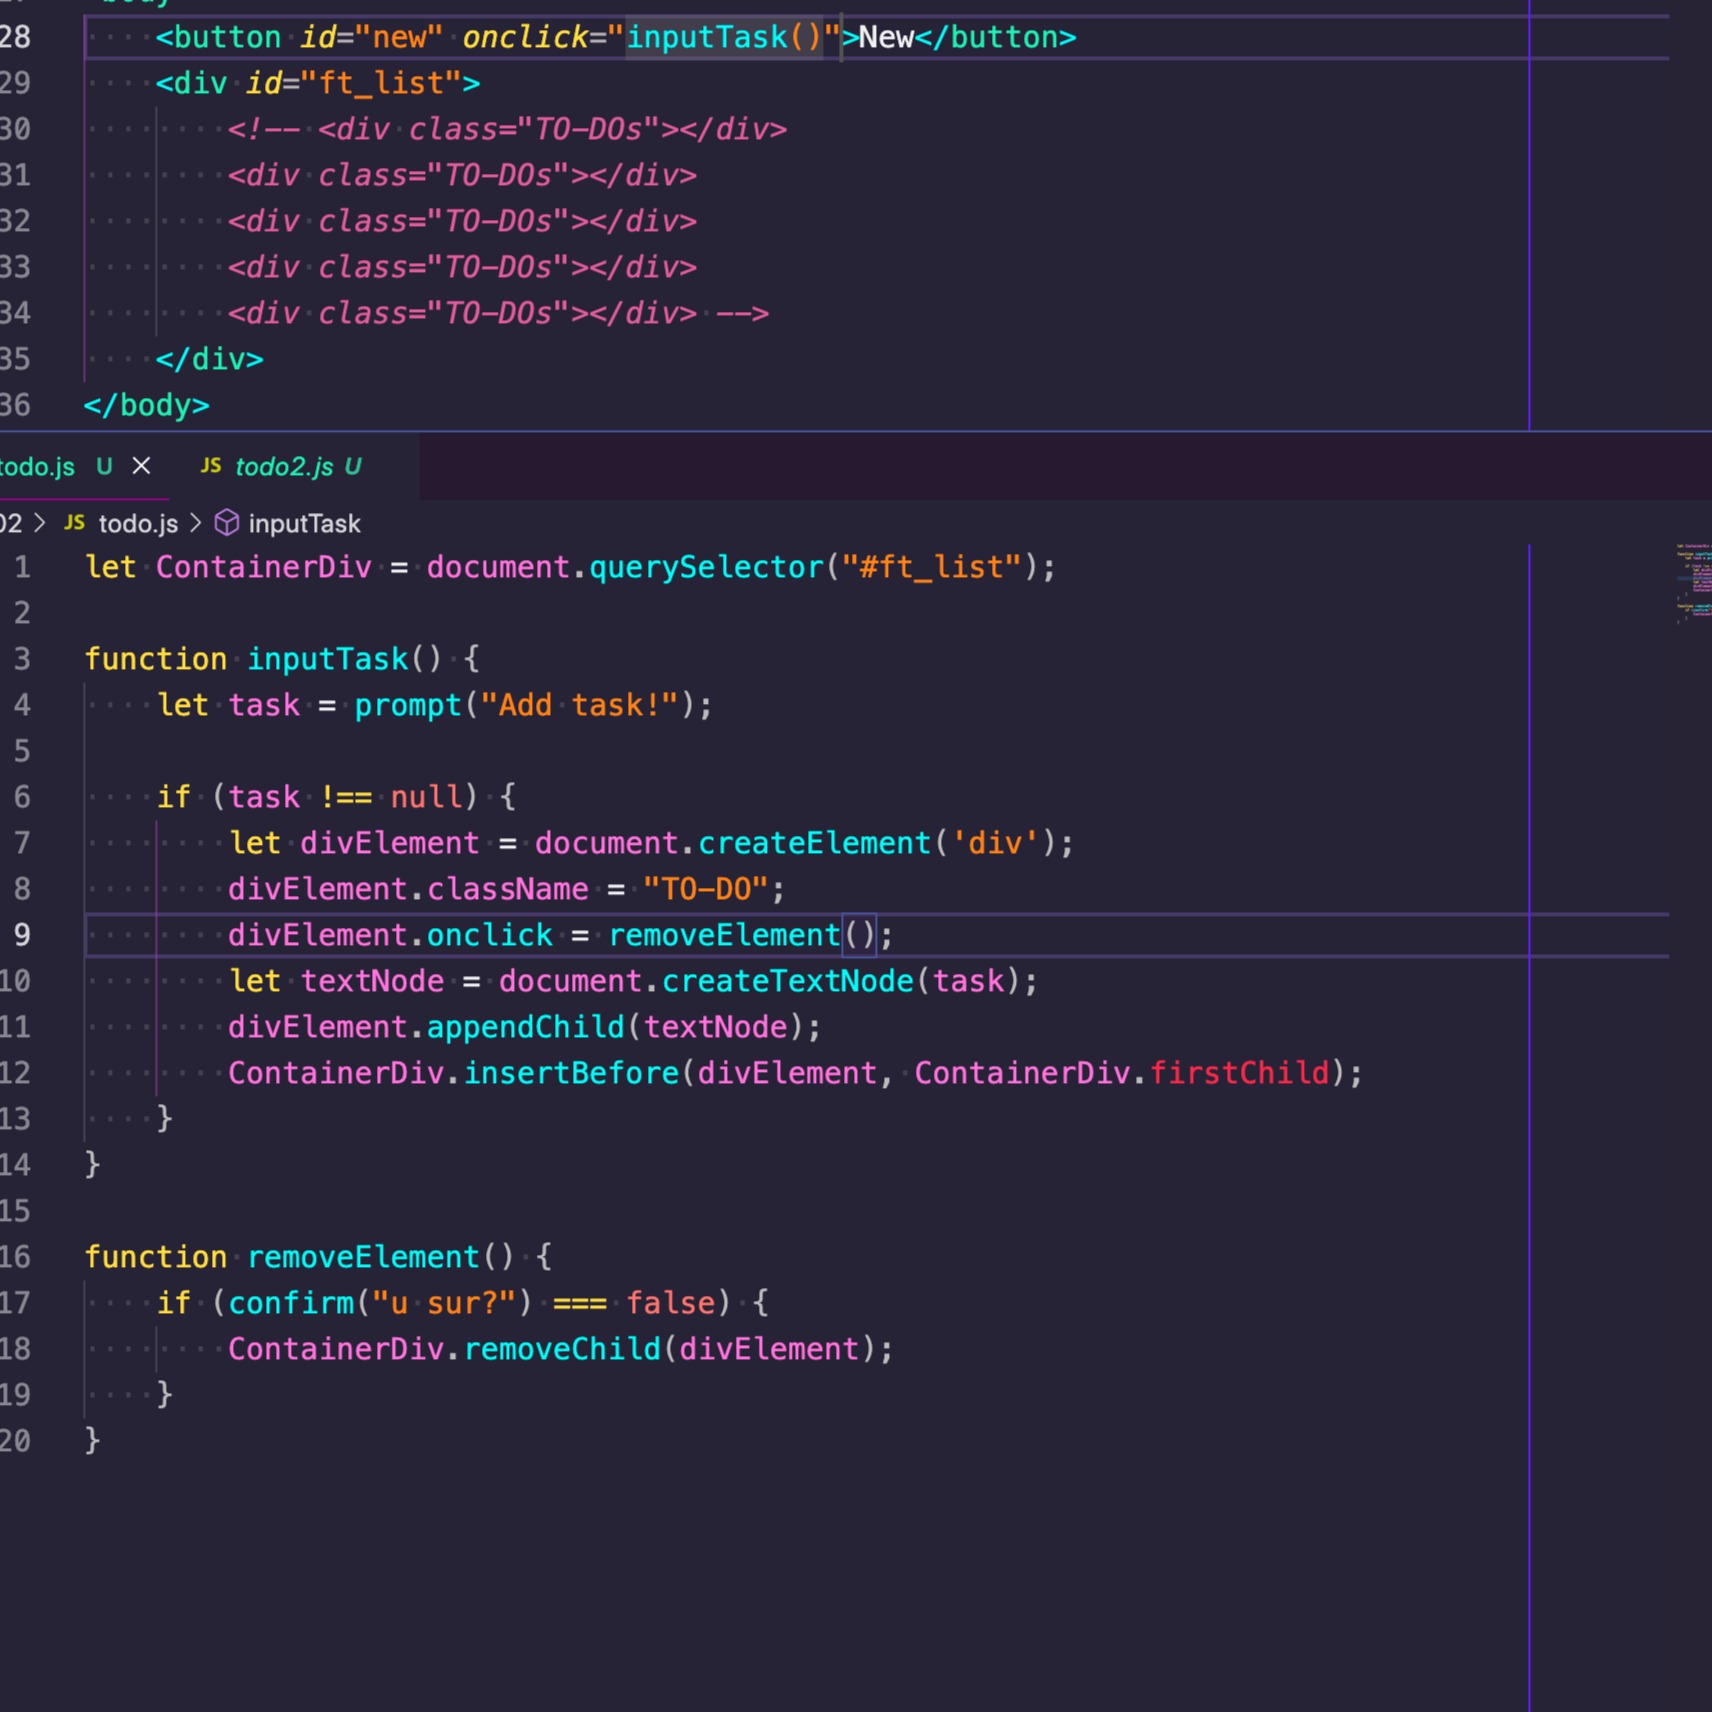 28 <button id="new" onclick="inputTask()">New</button>
29 <div id="ft_list">
30 <!-- <div class="TO-DOs"></div>
31 <div class="TO-DOs"></div>
32 <div class="TO-DOs"></div>
33 <div class="TO-DOs"></div>
34 <div class="TO-DOs"></div> -->
35 </div>
36 </body>
todo.js U × JS todo2.js U
02 > JS todo.js > inputTask
1 let ContainerDiv = document.querySelector("#ft_list");
2
3 function inputTask() {
4 let task = prompt("Add task!");
5
6 if (task !== null) {
7 let divElement = document.createElement('div');
8 divElement.className = "TO-DO";
9 divElement.onclick = removeElement();
10 let textNode = document.createTextNode(task);
11 divElement.appendChild(textNode);
12 ContainerDiv.insertBefore(divElement, ContainerDiv.firstChild);
13 }
14 }
15
16 function removeElement() {
17 if (confirm("u sur?") === false) {
18 ContainerDiv.removeChild(divElement);
19 }
20 }